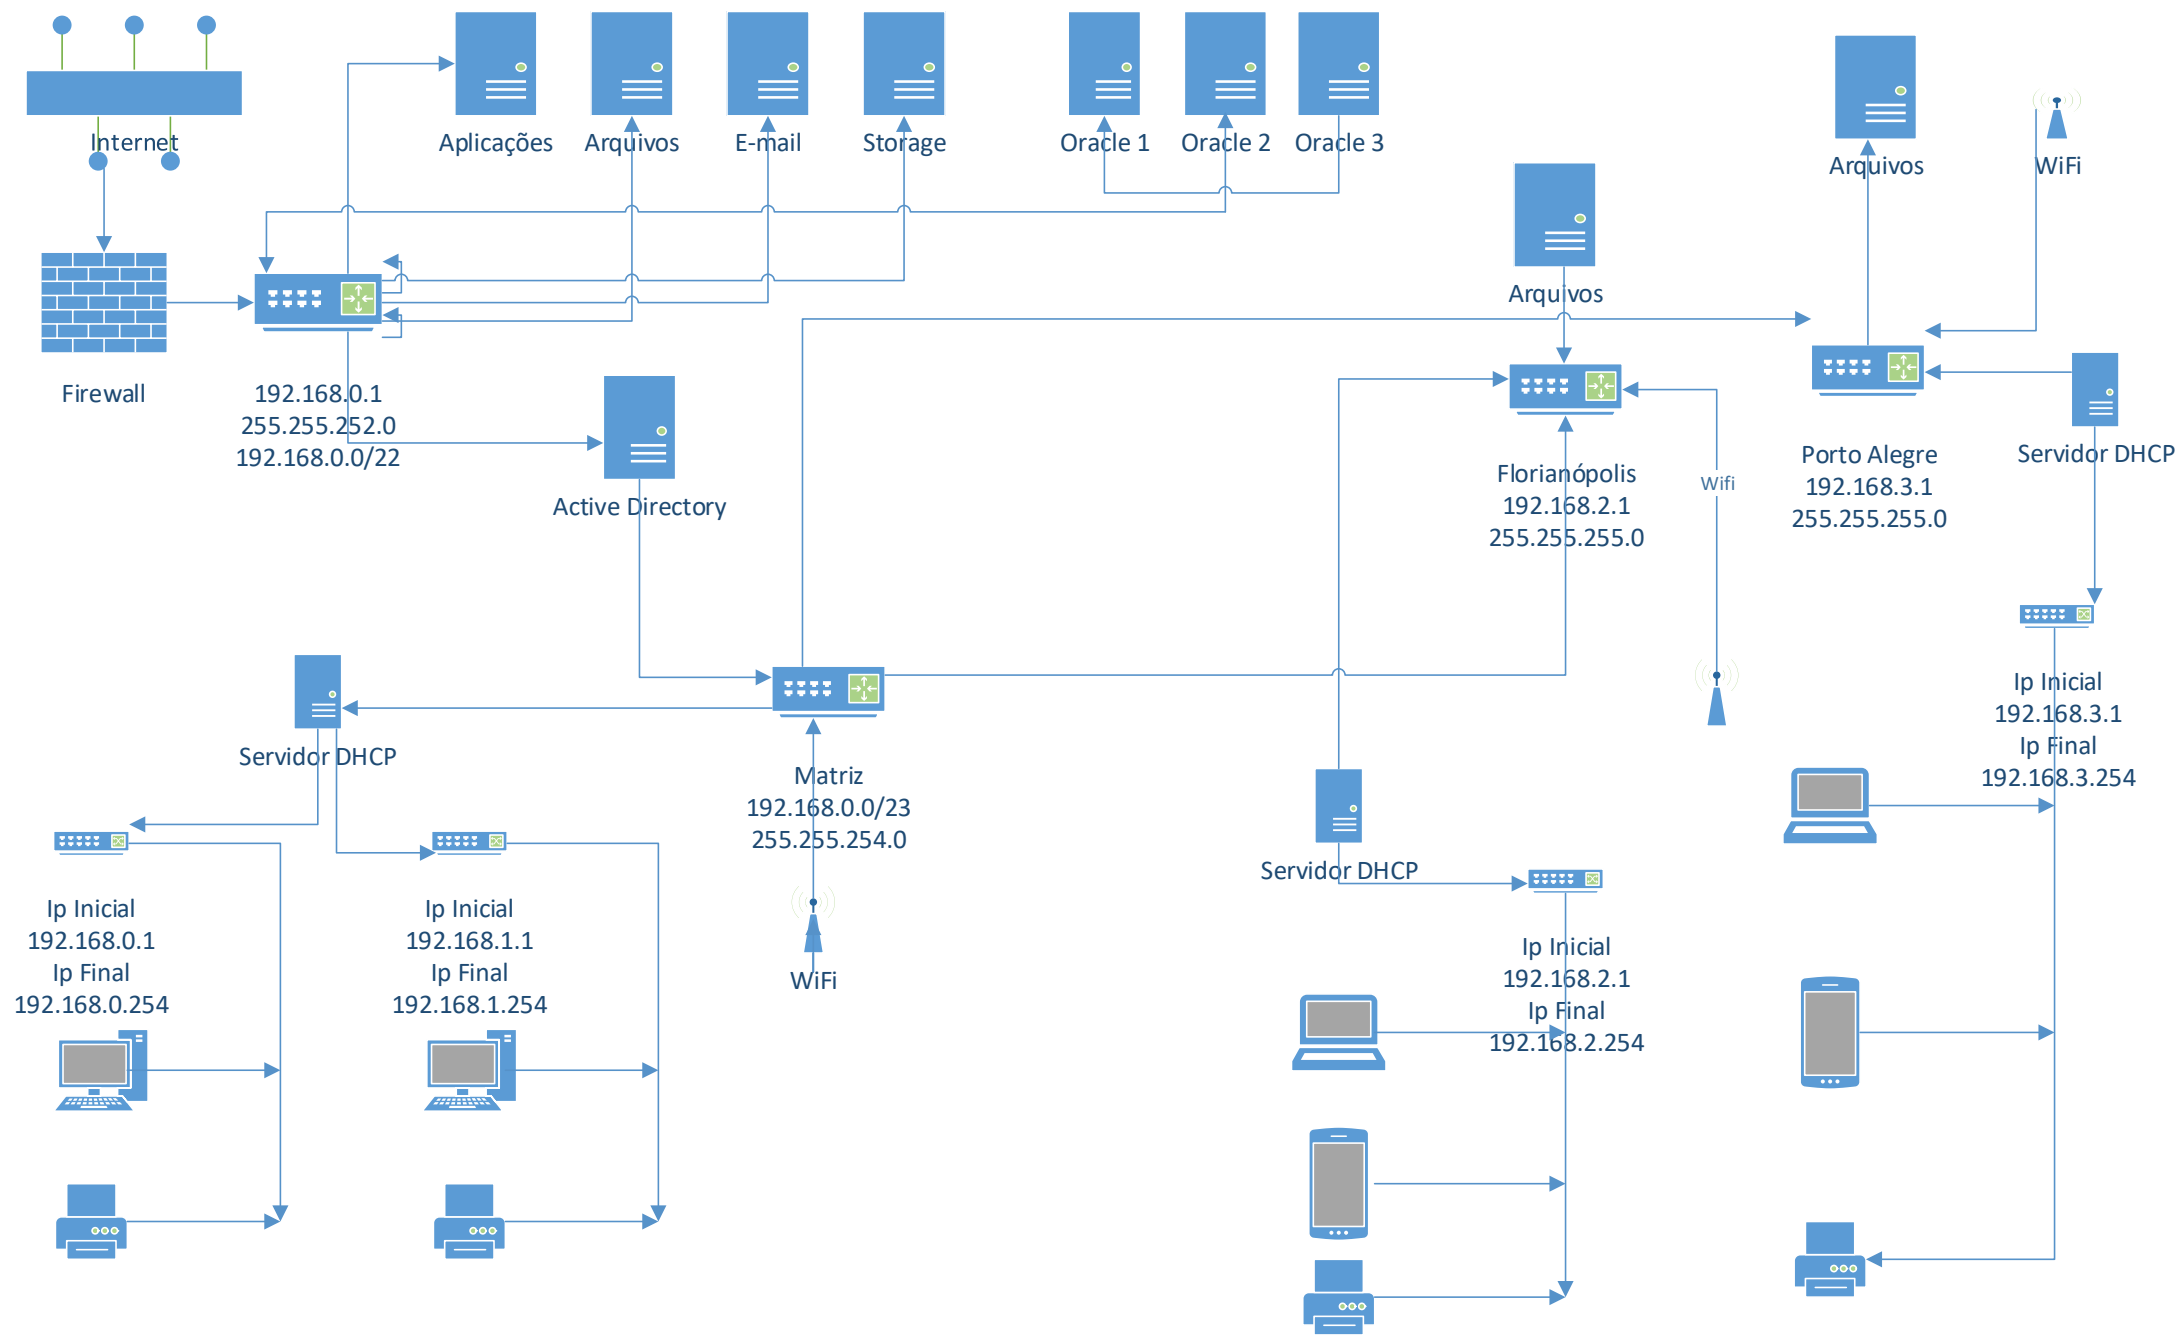 Internet
Aplicações
Arquivos
E-mail
Storage
Oracle 1
Oracle 2
Oracle 3
Arquivos
WiFi
Arquivos
Firewall
192.168.0.1
255.255.252.0
192.168.0.0/22
Active Directory
Florianópolis
192.168.2.1
255.255.255.0
Wifi
Porto Alegre
192.168.3.1
255.255.255.0
Servidor DHCP
Ip Inicial
192.168.3.1
Ip Final
192.168.3.254
Servidor DHCP
Matriz
192.168.0.0/23
255.255.254.0
WiFi
Servidor DHCP
Ip Inicial
192.168.0.1
Ip Final
192.168.0.254
Ip Inicial
192.168.1.1
Ip Final
192.168.1.254
Ip Inicial
192.168.2.1
Ip Final
192.168.2.254